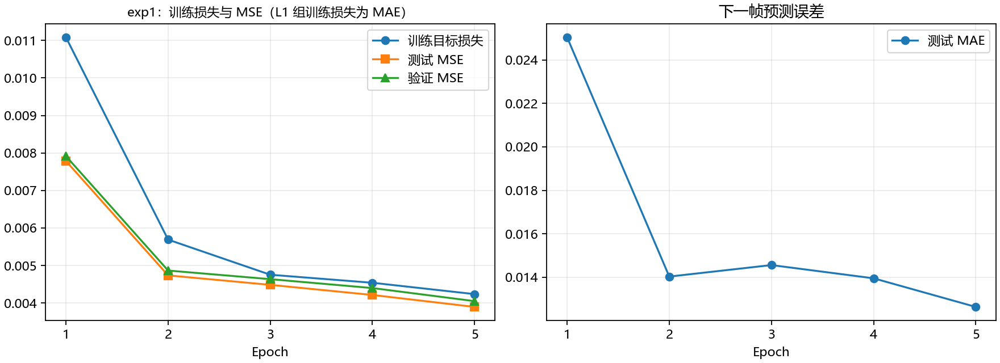 exp1：训练损失与 MSE（L1 组训练损失为 MAE）
0.011
0.010
0.009
0.008
0.007
0.006
0.005
0.004
训练目标损失
测试 MSE
验证 MSE
1 2 3 4 5
Epoch
下一帧预测误差
0.024
0.022
0.020
0.018
0.016
0.014
测试 MAE
1 2 3 4 5
Epoch